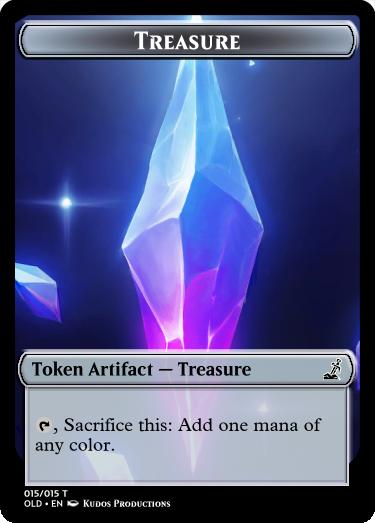 Treasure
Token Artifact — Treasure
, Sacrifice this: Add one mana of
any color.
015/015 T
OLD • EN Kudos Productions